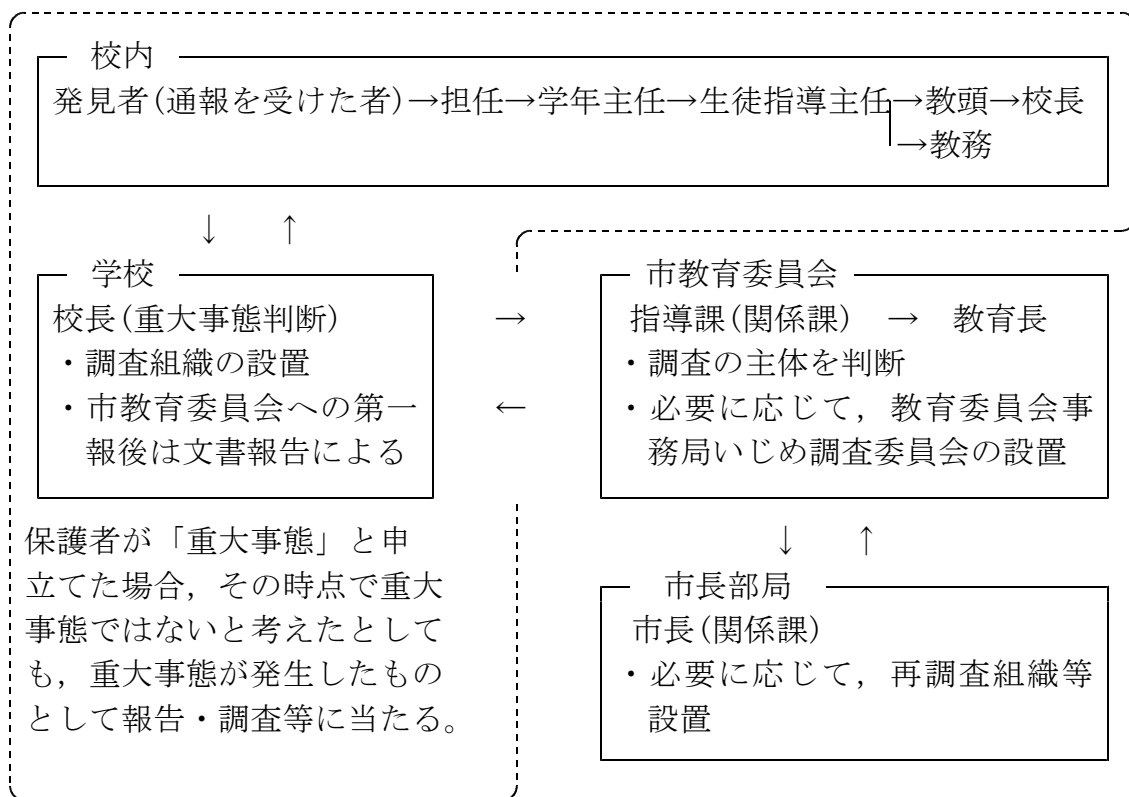 校内
発見者(通報を受けた者)→担任→学年主任→生徒指導主任→教頭→校長
→教務
↓ ↑
学校
校長(重大事態判断)
・調査組織の設置
・市教育委員会への第一
報後は文書報告による
→
←
市教育委員会
指導課(関係課) → 教育長
・調査の主体を判断
・必要に応じて，教育委員会事
務局いじめ調査委員会の設置
保護者が「重大事態」と申
立てた場合，その時点で重大
事態ではないと考えたとして
も，重大事態が発生したもの
として報告・調査等に当たる。
↓ ↑
市長部局
市長(関係課)
・必要に応じて，再調査組織等
設置